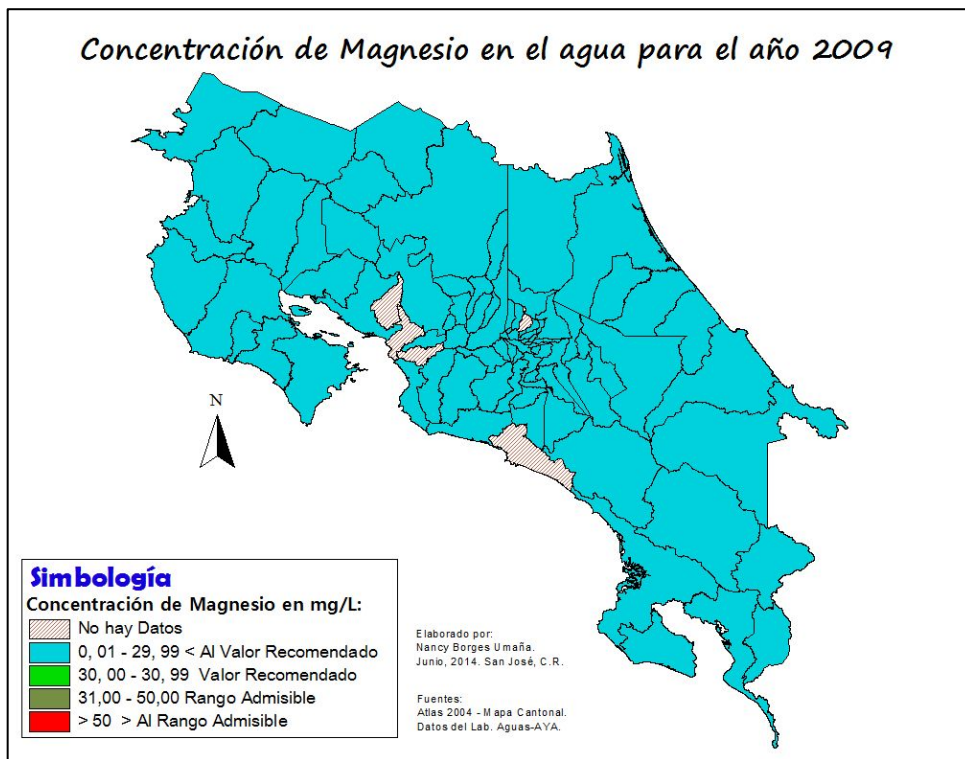 Concentración de Magnesio en el agua para el año 2009
N
Simbología
Concentración de Magnesio en mg/L:
No hay Datos
0, 01 - 29, 99 < Al Valor Recomendado
30, 00 - 30, 99 Valor Recomendado
31,00 - 50,00 Rango Admisible
> 50 > Al Rango Admisible
Elaborado por:
Nancy Borges Umaña.
Junio, 2014. San José, C.R.
Fuentes:
Atlas 2004 - Mapa Cantonal.
Datos del Lab. Aguas-AYA.